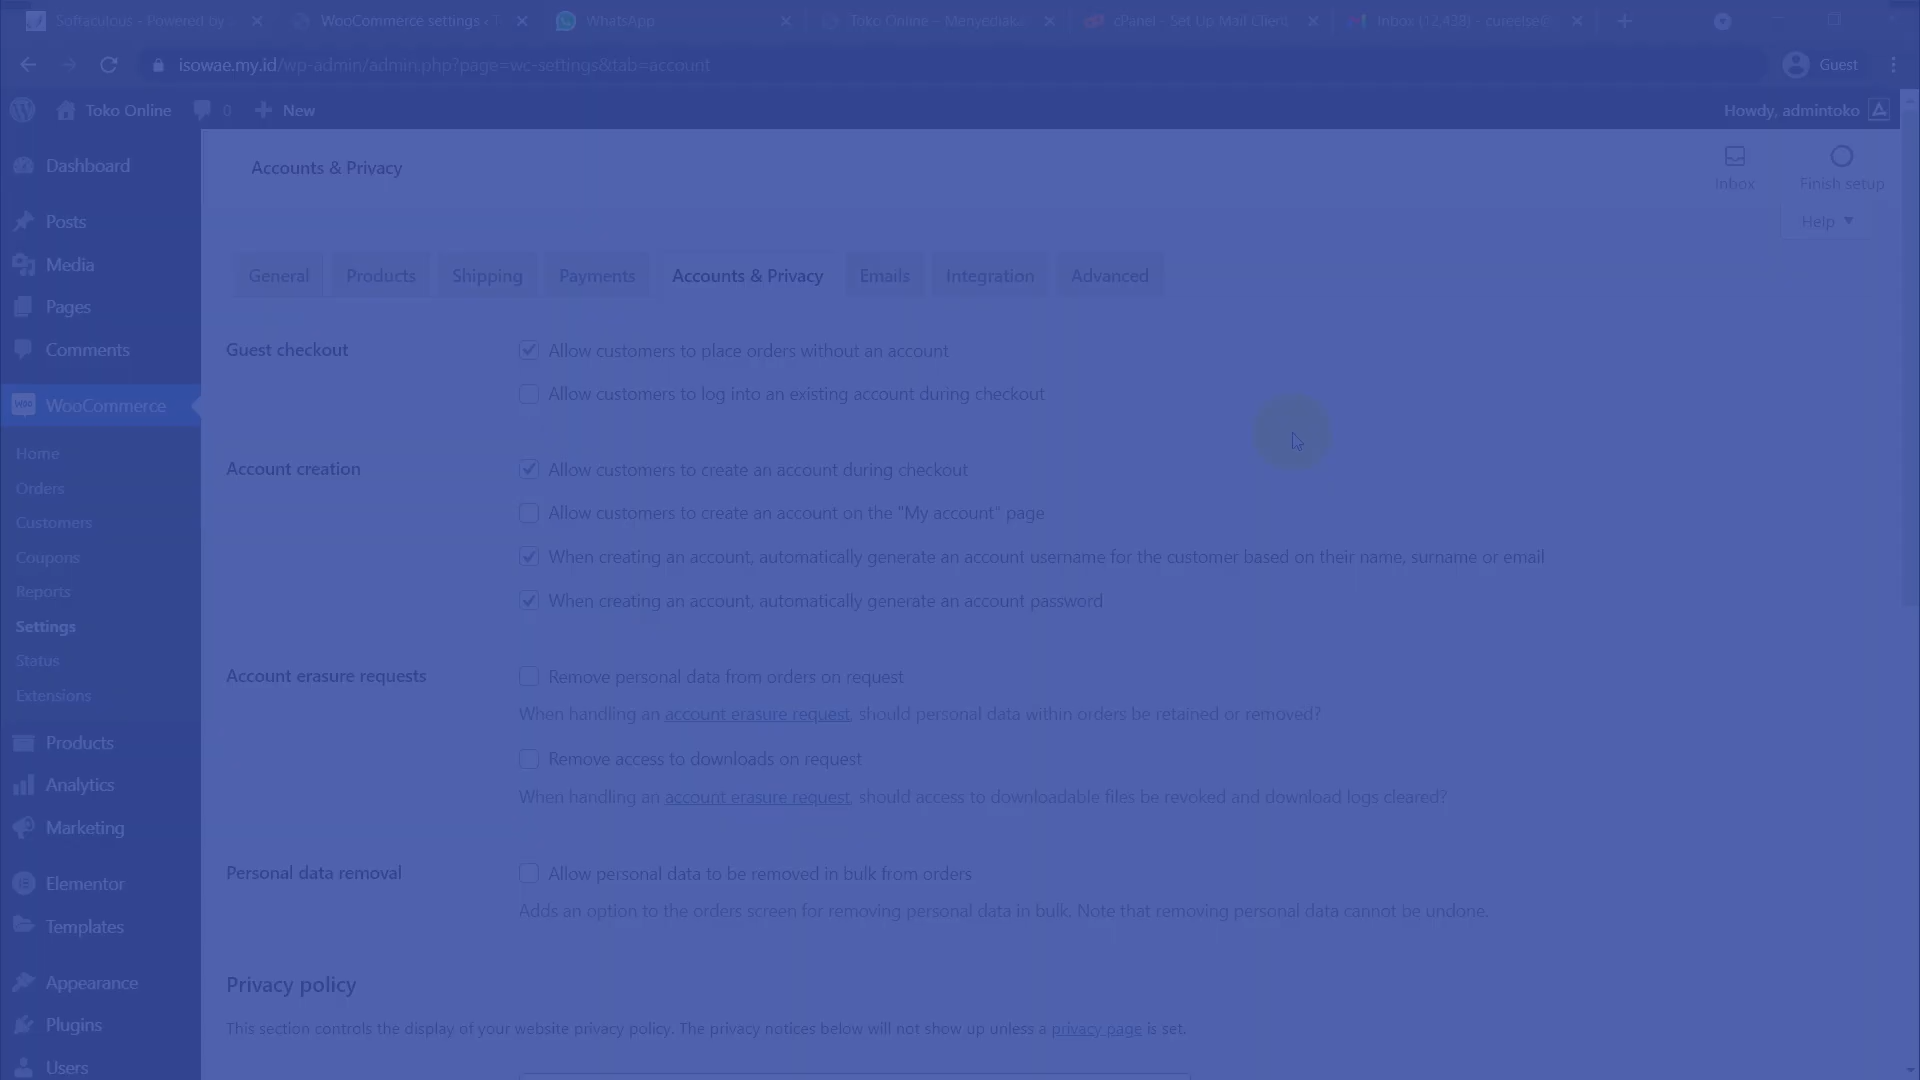 Softaculous - Powered by
WooCommerce settings ‹ T
WhatsApp
Toko Online – Menyediaka
cPanel - Set Up Mail Client
Inbox (12,438) - cureelse@
isowae.my.id/wp-admin/admin.php?page=wc-settings&tab=account
Guest
Toko Online
0
New
Howdy, admintoko
Dashboard
Posts
Media
Pages
Comments
WooCommerce
Home
Orders
Customers
Coupons
Reports
Settings
Status
Extensions
Products
Analytics
Marketing
Elementor
Templates
Appearance
Plugins
Users
Accounts & Privacy
Inbox
Finish setup
Help
General Products Shipping Payments Accounts & Privacy Emails Integration Advanced
Guest checkout
Allow customers to place orders without an account
Allow customers to log into an existing account during checkout
Account creation
Allow customers to create an account during checkout
Allow customers to create an account on the "My account" page
When creating an account, automatically generate an account username for the customer based on their name, surname or email
When creating an account, automatically generate an account password
Account erasure requests
Remove personal data from orders on request
When handling an account erasure request, should personal data within orders be retained or removed?
Remove access to downloads on request
When handling an account erasure request, should access to downloadable files be revoked and download logs cleared?
Personal data removal
Allow personal data to be removed in bulk from orders
Adds an option to the orders screen for removing personal data in bulk. Note that removing personal data cannot be undone.
Privacy policy
This section controls the display of your website privacy policy. The privacy notices below will not show up unless a privacy page is set.